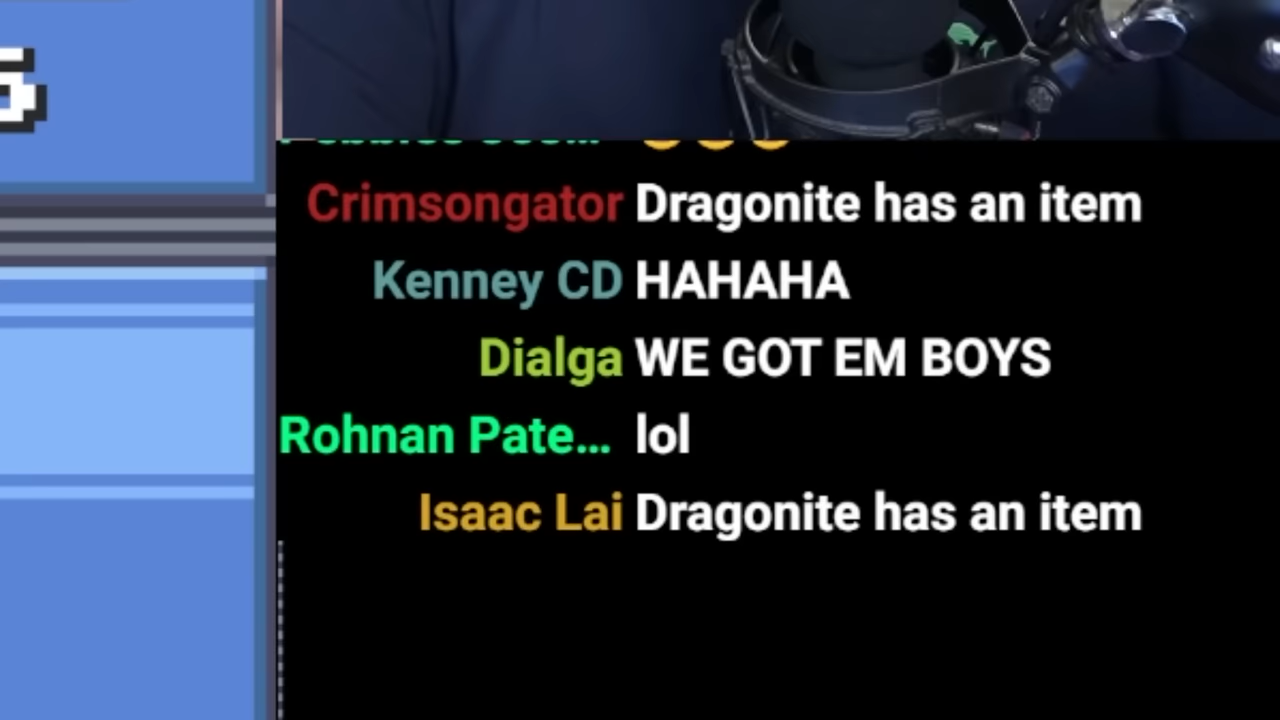 Crimsongator Dragonite has an item
Kenney CD HAHAHA
Dialga WE GOT EM BOYS
Rohnan Pate... lol
Isaac Lai Dragonite has an item